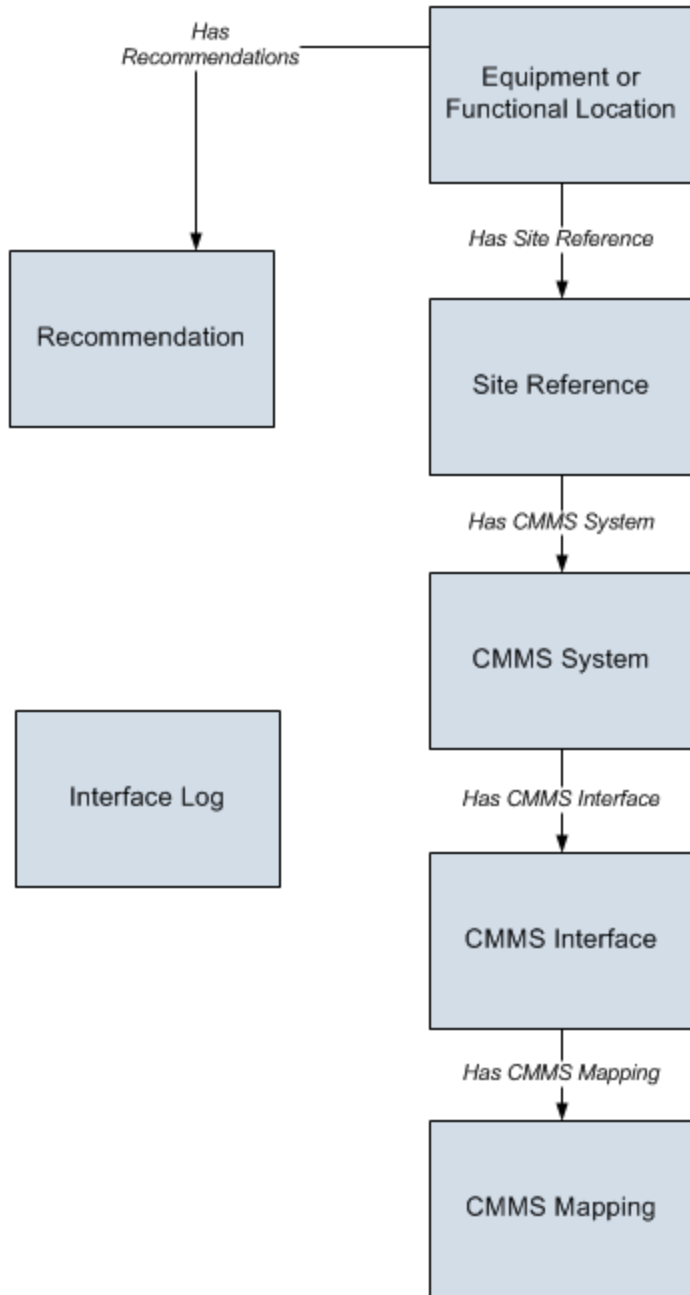 Has
Recommendations
Equipment or
Functional Location
Has Site Reference
Recommendation
Site Reference
Has CMMS System
CMMS System
Interface Log
Has CMMS Interface
CMMS Interface
Has CMMS Mapping
CMMS Mapping